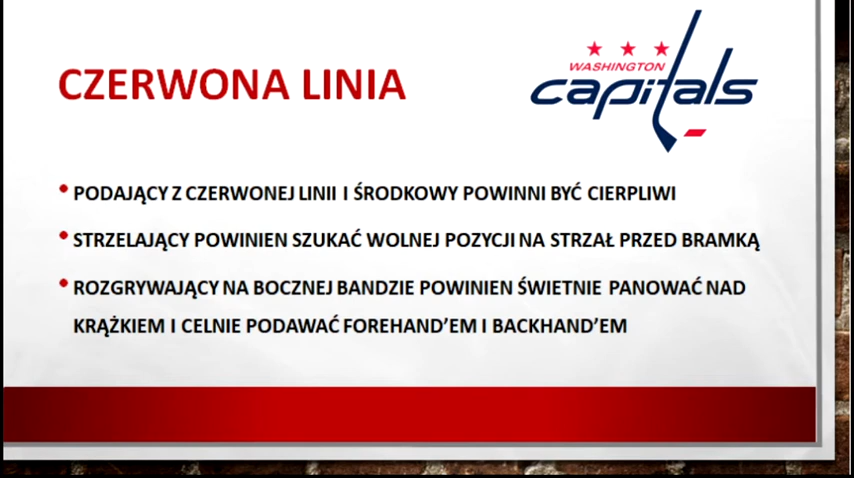 WASHINGTON
capitals
CZERWONA LINIA
• PODAJĄCY Z CZERWONEJ LINII I ŚRODKOWY POWINNI BYĆ CIERPLIWI
• STRZELAJĄCY POWINIEN SZUKAĆ WOLNEJ POZYCJI NA STRZAŁ PRZED BRAMKĄ
• ROZGRYWAJĄCY NA BOCZNEJ BANDZIE POWINIEN ŚWIETNIE PANOWAĆ NAD
KRĄŻKIEM I CELNIE PODAWAĆ FOREHAND’EM I BACKHAND’EM